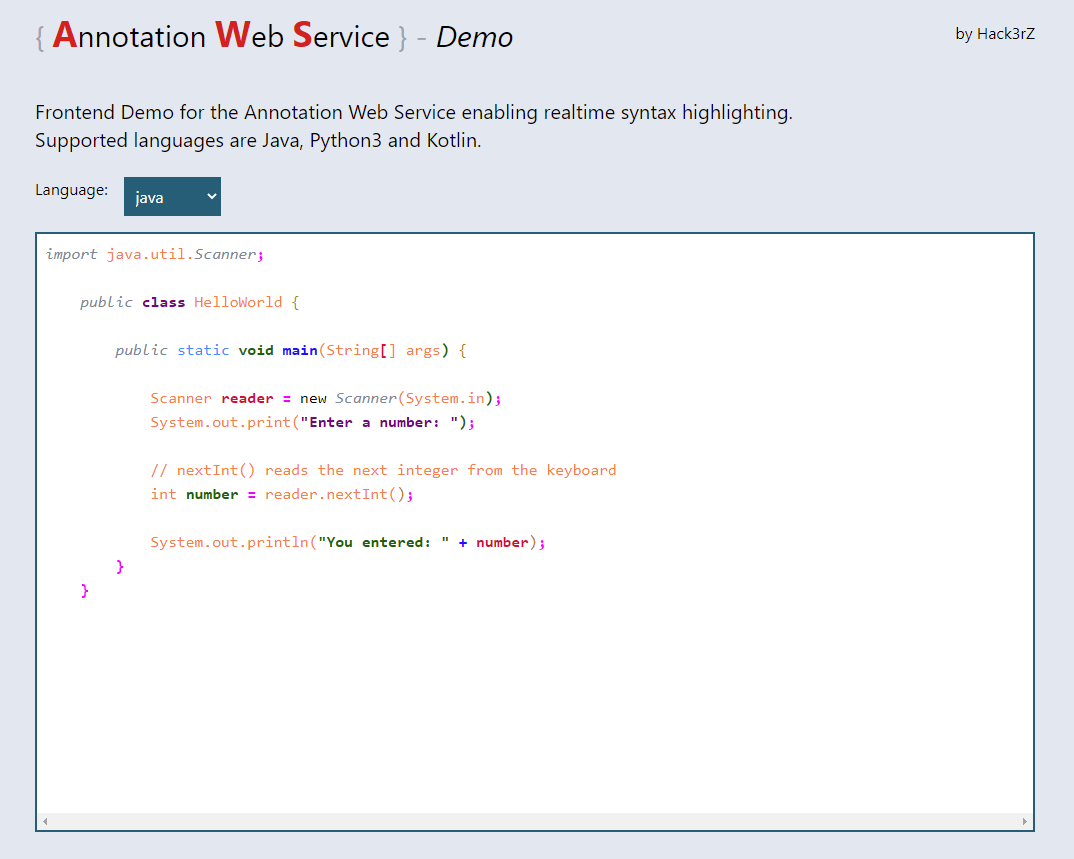 { Annotation Web Service } - Demo
by Hack3rZ
Frontend Demo for the Annotation Web Service enabling realtime syntax highlighting.
Supported languages are Java, Python3 and Kotlin.
Language: java
import java.util.Scanner;
public class HelloWorld {
public static void main(String[] args) {
Scanner reader = new Scanner(System.in);
System.out.print("Enter a number: ");
// nextInt() reads the next integer from the keyboard
int number = reader.nextInt();
System.out.println("You entered: " + number);
}
}